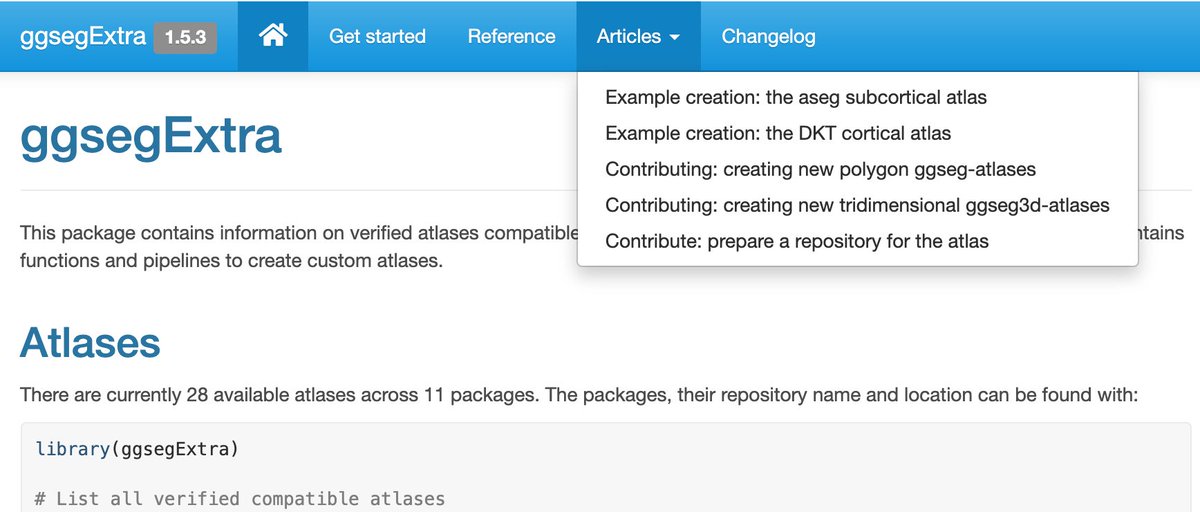 ggsegExtra 1.5.3 Get started Reference Articles Changelog
Example creation: the aseg subcortical atlas
Example creation: the DKT cortical atlas
Contributing: creating new polygon ggseg-atlases
Contributing: creating new tridimensional ggseg3d-atlases
Contribute: prepare a repository for the atlas
ggsegExtra
This package contains information on verified atlases compatible
functions and pipelines to create custom atlases.
Atlases
There are currently 28 available atlases across 11 packages. The packages, their repository name and location can be found with:
library(ggsegExtra)
# List all verified compatible atlases